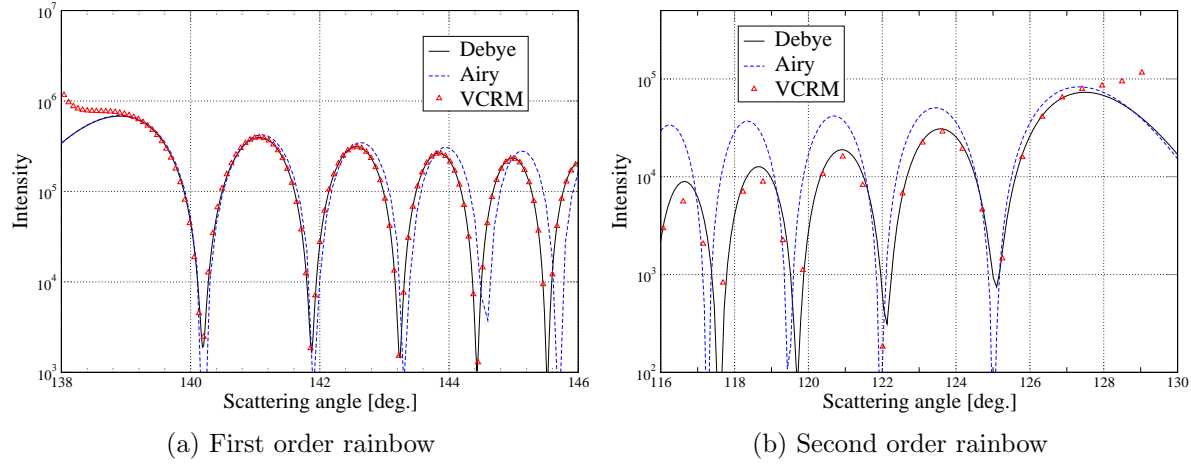 10^7
10^6
10^5
10^4
10^3
Intensity
Debye
Airy
VCRM
138 140 142 144 146
Scattering angle [deg.]
(a) First order rainbow
10^5
10^4
10^3
10^2
Intensity
Debye
Airy
VCRM
116 118 120 122 124 126 128 130
Scattering angle [deg.]
(b) Second order rainbow